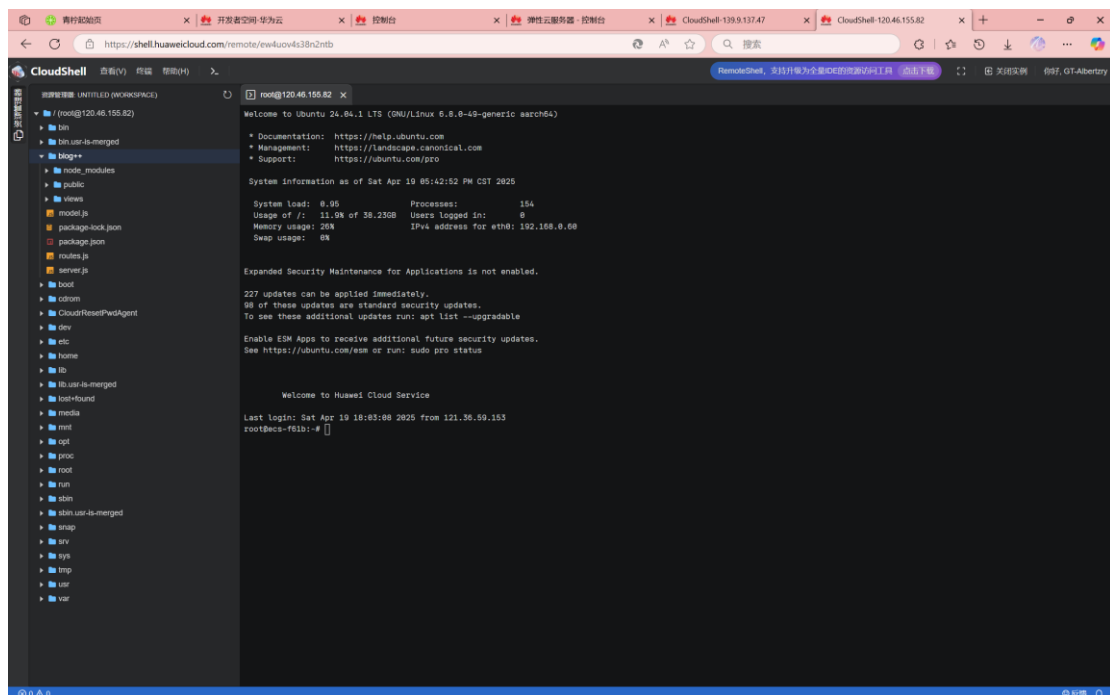 青柠起始页
开发者空间-华为云
控制台
弹性云服务器 - 控制台
CloudShell-139.9.137.47
CloudShell-120.46.155.82
https://shell.huaweicloud.com/remote/ew4uov4s38n2ntb
搜索
CloudShell 查看(V) 终端 帮助(H)
RemoteShell，支持升级为全量IDE的资源访问工具 点击下载
关闭实例
你好, GT-Albertzry
资源管理器
资源管理器: UNTITLED (WORKSPACE)
/ (root@120.46.155.82)
bin
bin.usr-is-merged
blog++
node_modules
public
views
model.js
package-lock.json
package.json
routes.js
server.js
boot
cdrom
CloudrResetPwdAgent
dev
etc
home
lib
lib.usr-is-merged
lost+found
media
mnt
opt
proc
root
run
sbin
sbin.usr-is-merged
snap
srv
sys
tmp
usr
var
root@120.46.155.82
Welcome to Ubuntu 24.04.1 LTS (GNU/Linux 6.8.0-49-generic aarch64)
* Documentation: https://help.ubuntu.com
* Management: https://landscape.canonical.com
* Support: https://ubuntu.com/pro
System information as of Sat Apr 19 05:42:52 PM CST 2025
System load: 0.95 Processes: 154
Usage of /: 11.9% of 38.23GB Users logged in: 0
Memory usage: 26% IPv4 address for eth0: 192.168.0.60
Swap usage: 0%
Expanded Security Maintenance for Applications is not enabled.
227 updates can be applied immediately.
98 of these updates are standard security updates.
To see these additional updates run: apt list --upgradable
Enable ESM Apps to receive additional future security updates.
See https://ubuntu.com/esm or run: sudo pro status
Welcome to Huawei Cloud Service
Last login: Sat Apr 19 18:03:08 2025 from 121.36.59.153
root@ecs-f61b:~#
0 0